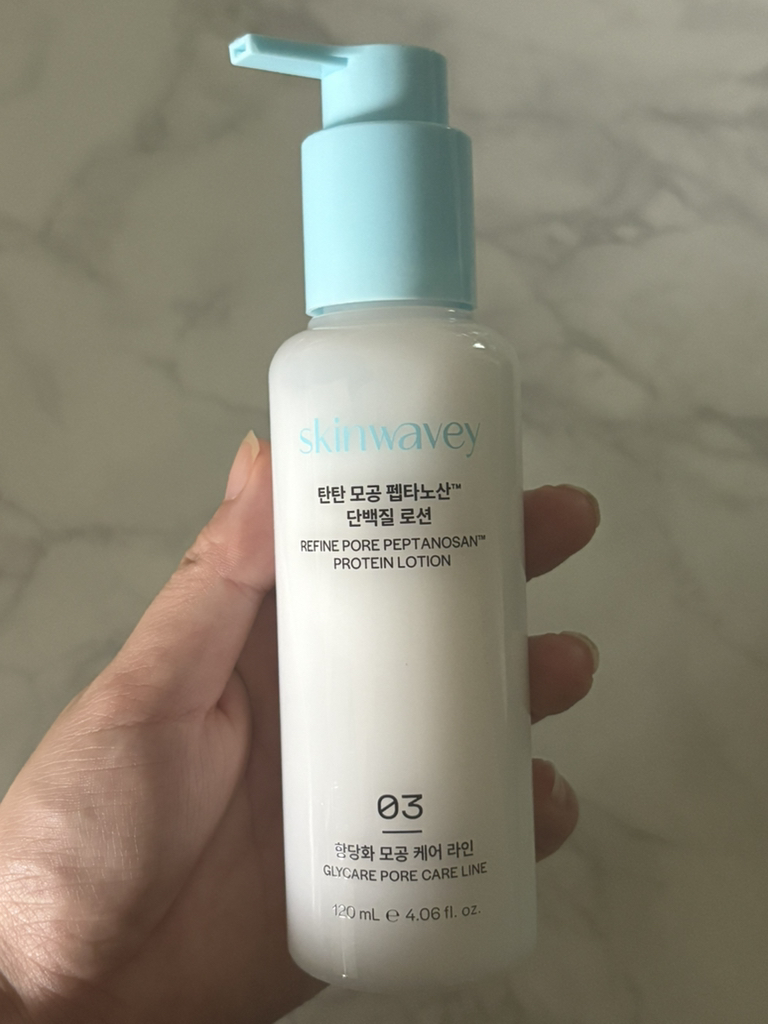 skinwavey
탄탄 모공 펩타노산™
단백질 로션
REFINE PORE PEPTANOSAN™
PROTEIN LOTION
03
항당화 모공 케어 라인
GLYCARE PORE CARE LINE
120 mL ℮ 4.06 fl. oz.